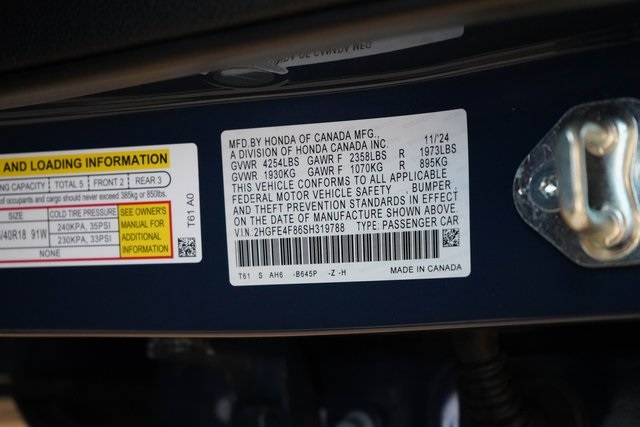 AND LOADING INFORMATION
NG CAPACITY TOTAL 5 FRONT 2 REAR 3
of occupants and cargo should never exceed 385kg or 850lbs.
SIZE COLD TIRE PRESSURE
/40R18 91W 240KPA, 35PSI
230KPA, 33PSI
NONE
SEE OWNER'S
MANUAL FOR
ADDITIONAL
INFORMATION
T61 A0
MFD.BY HONDA OF CANADA MFG., 11/'24
A DIVISION OF HONDA CANADA INC.
GVWR 4254LBS GAWR F 2358LBS R 1973LBS
GVWR 1930KG GAWR F 1070KG R 895KG
THIS VEHICLE CONFORMS TO ALL APPLICABLE
FEDERAL MOTOR VEHICLE SAFETY , BUMPER,
AND THEFT PREVENTION STANDARDS IN EFFECT
ON THE DATE OF MANUFACTURE SHOWN ABOVE.
V.I.N: 2HGFE4F86SH319788 TYPE: PASSENGER CAR
T61 S AH6 -B645P -Z -H MADE IN CANADA